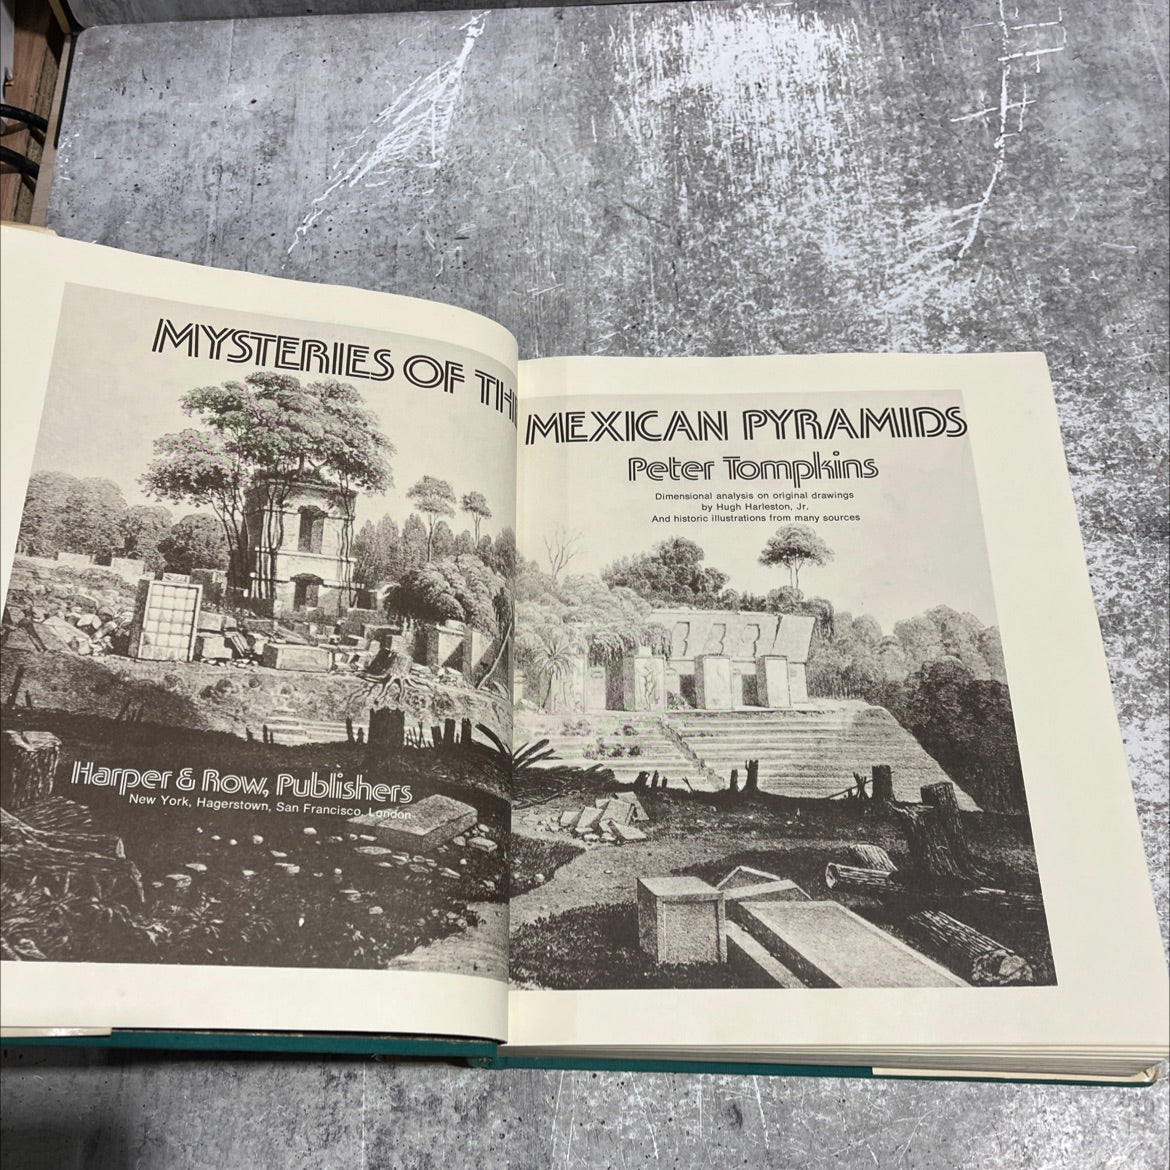 MYSTERIES OF THE MEXICAN PYRAMIDS
Peter Tompkins
Dimensional analysis on original drawings
by Hugh Harleston, Jr.
And historic illustrations from many sources
Harper & Row, Publishers
New York, Hagerstown, San Francisco, London